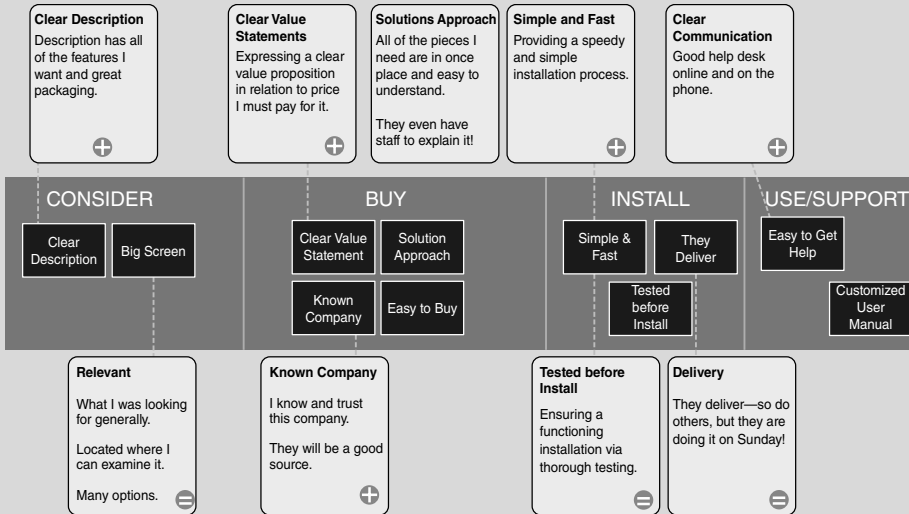 Clear Description
Description has all
of the features I
want and great
packaging.
Clear Value
Statements
Expressing a clear
value proposition
in relation to price
I must pay for it.
Solutions Approach
All of the pieces I
need are in once
place and easy to
understand.
They even have
staff to explain it!
Simple and Fast
Providing a speedy
and simple
installation process.
Clear
Communication
Good help desk
online and on the
phone.
CONSIDER
BUY
INSTALL
USE/SUPPORT
Clear
Description
Big Screen
Clear Value
Statement
Solution
Approach
Known
Company
Easy to Buy
Simple &
Fast
They
Deliver
Tested
before
Install
Easy to Get
Help
Customized
User
Manual
Relevant
What I was looking
for generally.
Located where I
can examine it.
Many options.
Known Company
I know and trust
this company.
They will be a good
source.
Tested before
Install
Ensuring a
functioning
installation via
thorough testing.
Delivery
They deliver—so do
others, but they are
doing it on Sunday!